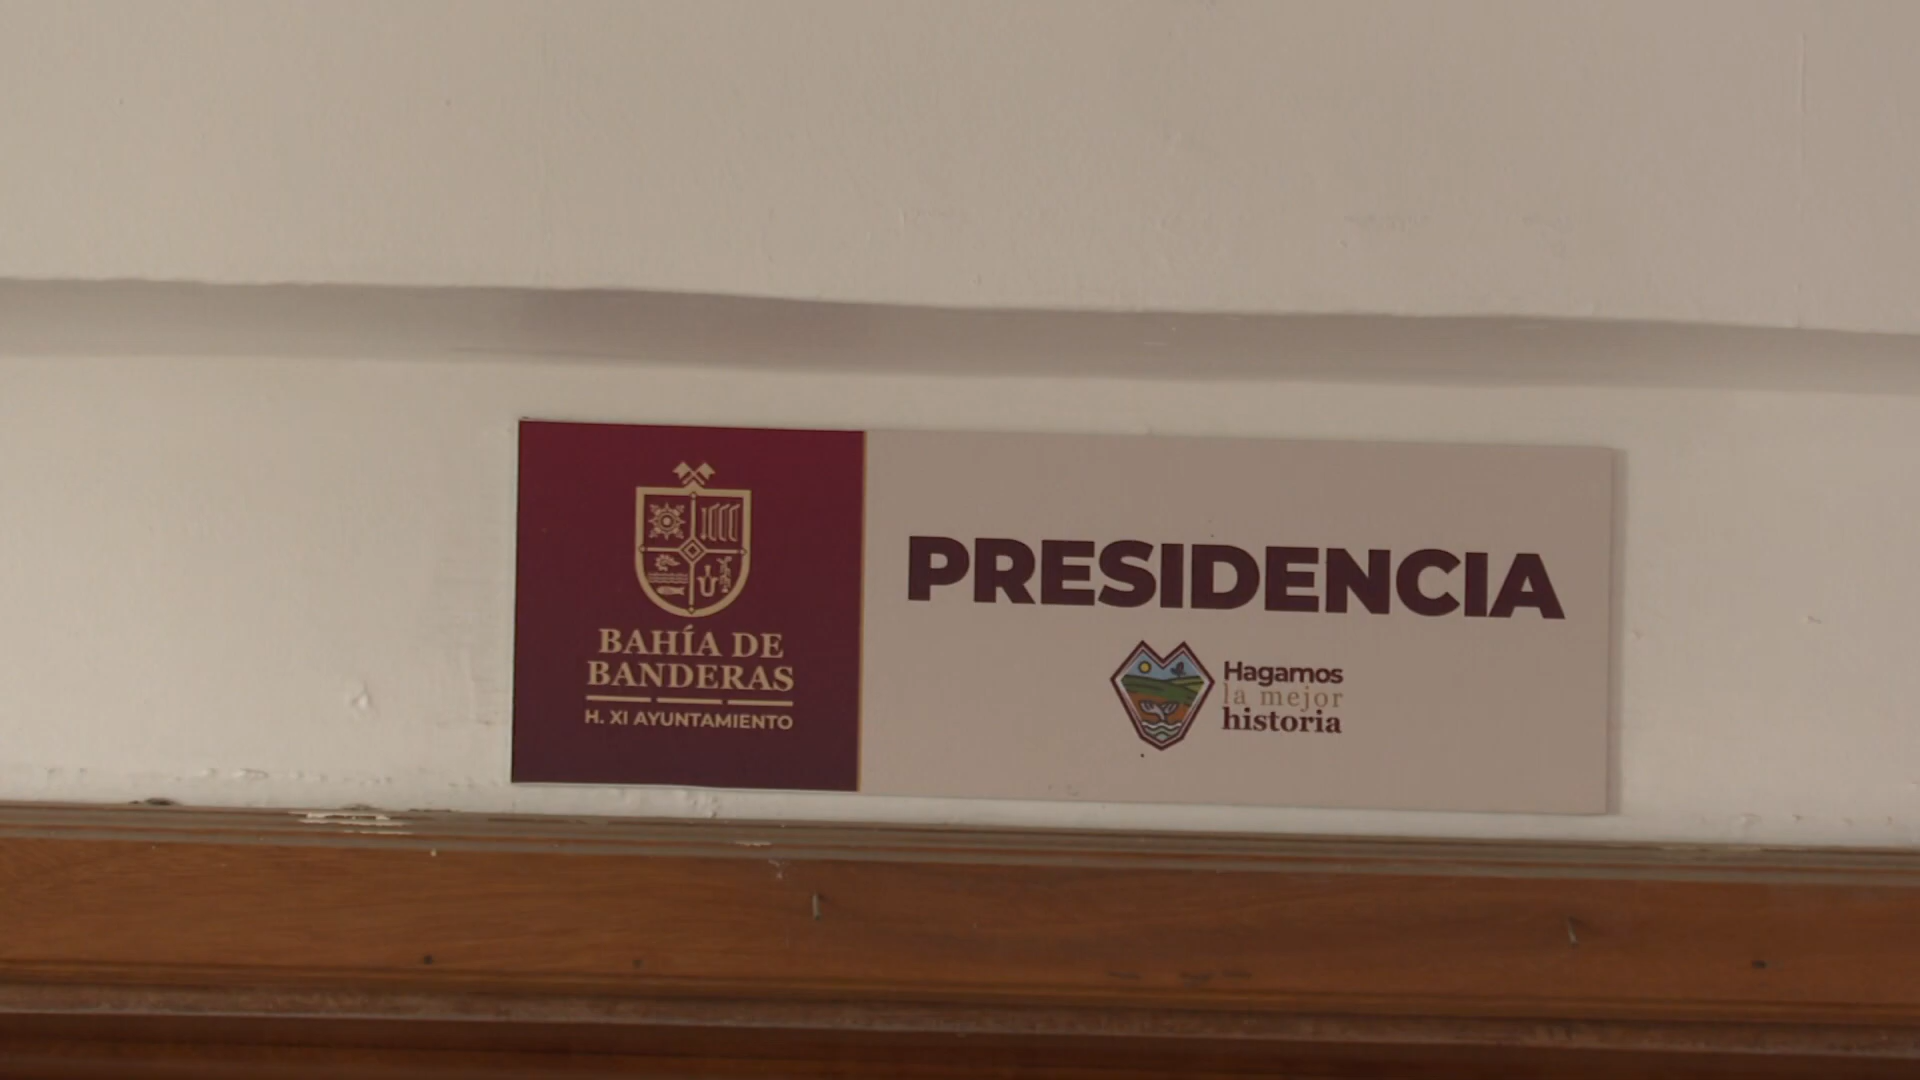 BAHÍA DE
BANDERAS
H. XI AYUNTAMIENTO
PRESIDENCIA
Hagamos
la mejor
historia